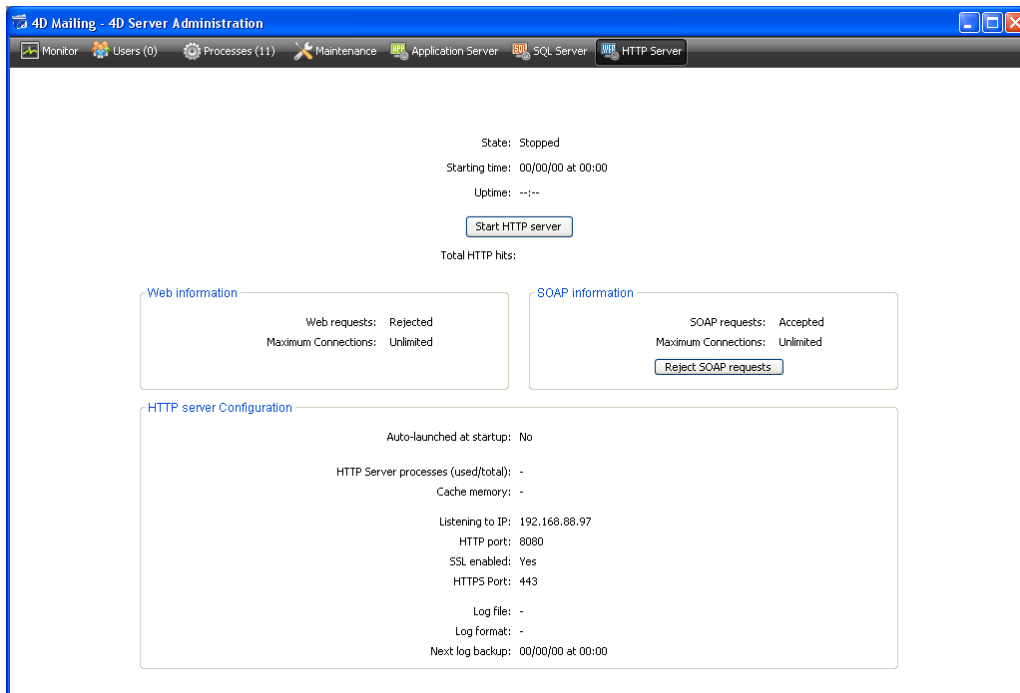 4D Mailing - 4D Server Administration
Monitor Users (0) Processes (11) Maintenance APP Application Server SQL SQL Server WEB HTTP Server
State: Stopped
Starting time: 00/00/00 at 00:00
Uptime: --:--
Start HTTP server
Total HTTP hits:
Web information
Web requests: Rejected
Maximum Connections: Unlimited
SOAP information
SOAP requests: Accepted
Maximum Connections: Unlimited
Reject SOAP requests
HTTP server Configuration
Auto-launched at startup: No
HTTP Server processes (used/total): -
Cache memory: -
Listening to IP: 192.168.88.97
HTTP port: 8080
SSL enabled: Yes
HTTPS Port: 443
Log file: -
Log format: -
Next log backup: 00/00/00 at 00:00